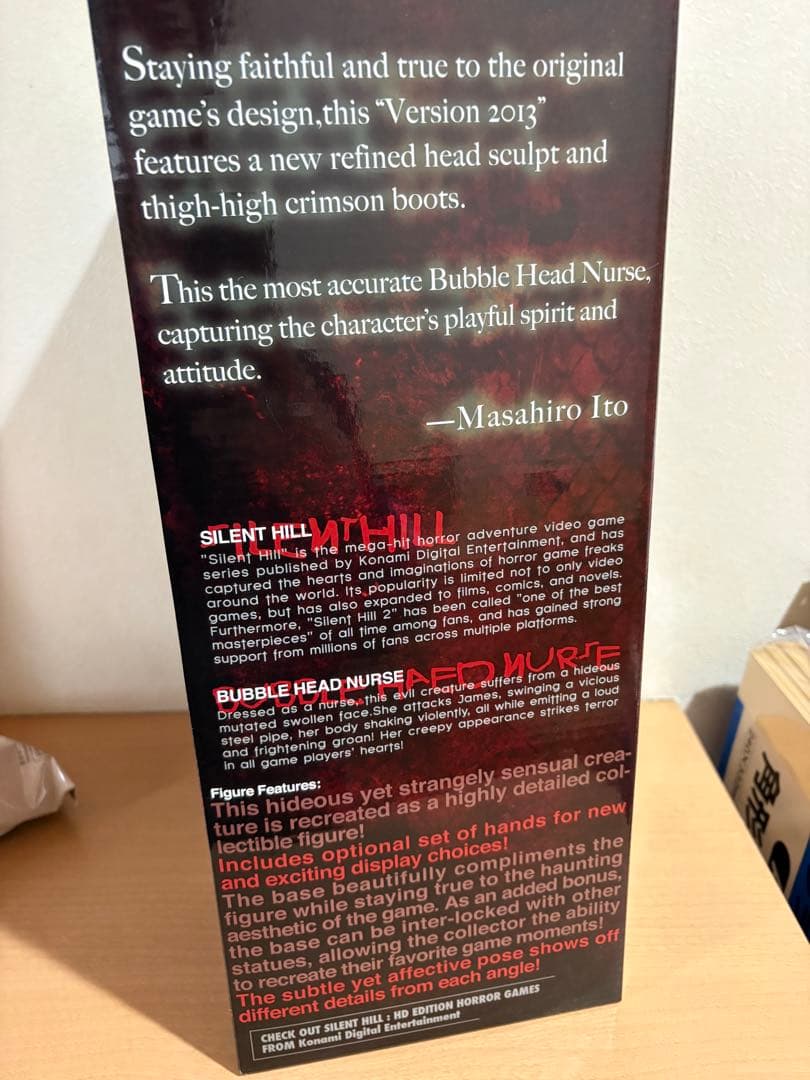 Staying faithful and true to the original
game's design,this "Version 2013"
features a new refined head sculpt and
thigh-high crimson boots.
This the most accurate Bubble Head Nurse,
capturing the character's playful spirit and
attitude.
—Masahiro Ito
SILENT HILL
SILENT HILL
"Silent Hill" is the mega-hit horror adventure video game
series published by Konami Digital Entertainment, and has
captured the hearts and imaginations of horror game freaks
around the world. Its popularity is limited not to only video
games, but has also expanded to films, comics, and novels.
Furthermore, "Silent Hill 2" has been called "one of the best
masterpieces" of all time among fans, and has gained strong
support from millions of fans across multiple platforms.
BUBBLE HEAD NURSE
BUBBLE HAED NURSE
Dressed as a nurse, this evil creature suffers from a hideous
mutated swollen face.She attacks James, swinging a vicious
steel pipe, her body shaking violently, all while emitting a loud
and frightening groan! Her creepy appearance strikes terror
in all game players' hearts!
Figure Features:
This hideous yet strangely sensual crea-
ture is recreated as a highly detailed col-
lectible figure!
Includes optional set of hands for new
and exciting display choices!
The base beautifully compliments the
figure while staying true to the haunting
aesthetic of the game. As an added bonus,
the base can be inter-locked with other
statues, allowing the collector the ability
to recreate their favorite game moments!
The subtle yet affective pose shows off
different details from each angle!
CHECK OUT SILENT HILL : HD EDITION HORROR GAMES
FROM Konami Digital Entertainment